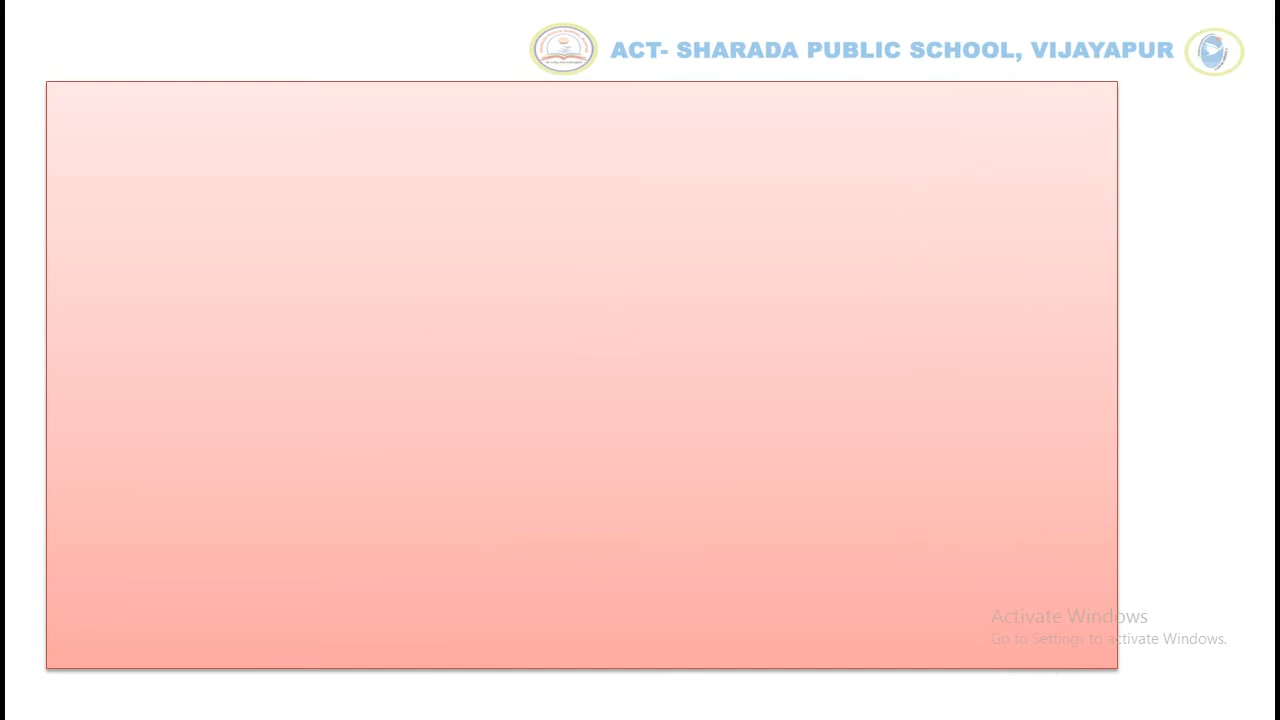 ACT- SHARADA PUBLIC SCHOOL, VIJAYAPUR
Activate Windows
Go to Settings to activate Windows.